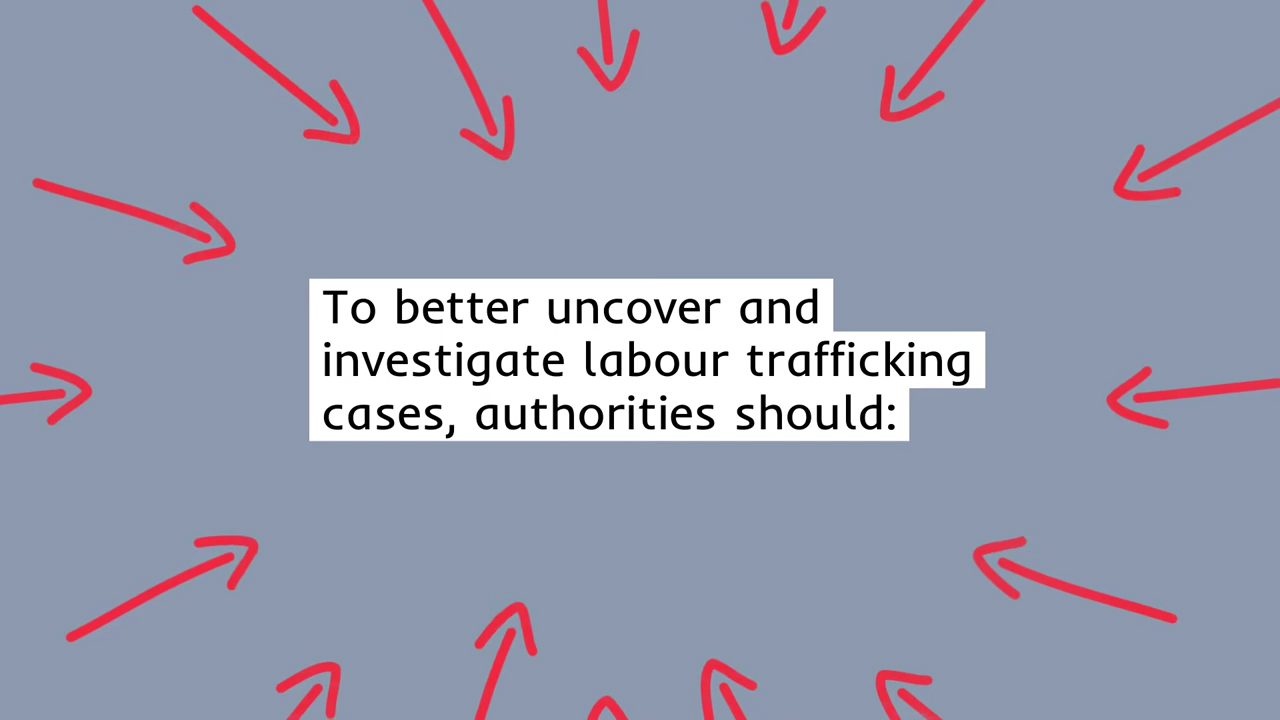 To better uncover and
investigate labour trafficking
cases, authorities should: